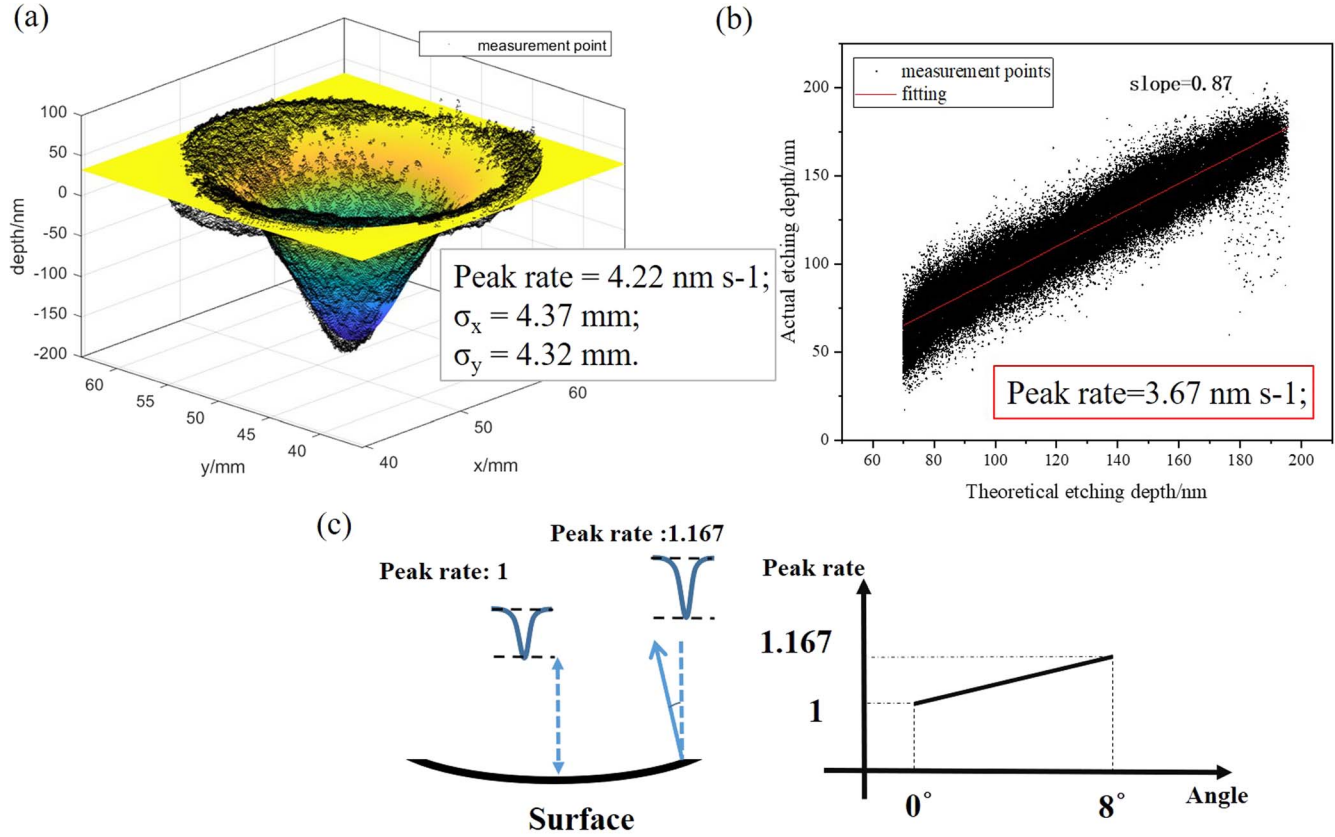 (a)
measurement point
100
50
0
-50
-100
-150
-200
depth/nm
60
55
50
45
40
y/mm
40
50
60
x/mm
Peak rate = 4.22 nm s-1;
σx = 4.37 mm;
σy = 4.32 mm.
(b)
measurement points
fitting
slope=0.87
200
150
100
50
0
Actual etching depth/nm
Peak rate=3.67 nm s-1;
60 80 100 120 140 160 180 200
Theoretical etching depth/nm
(c)
Peak rate: 1
Peak rate :1.167
Surface
Peak rate
1.167
1
0°
8°
Angle